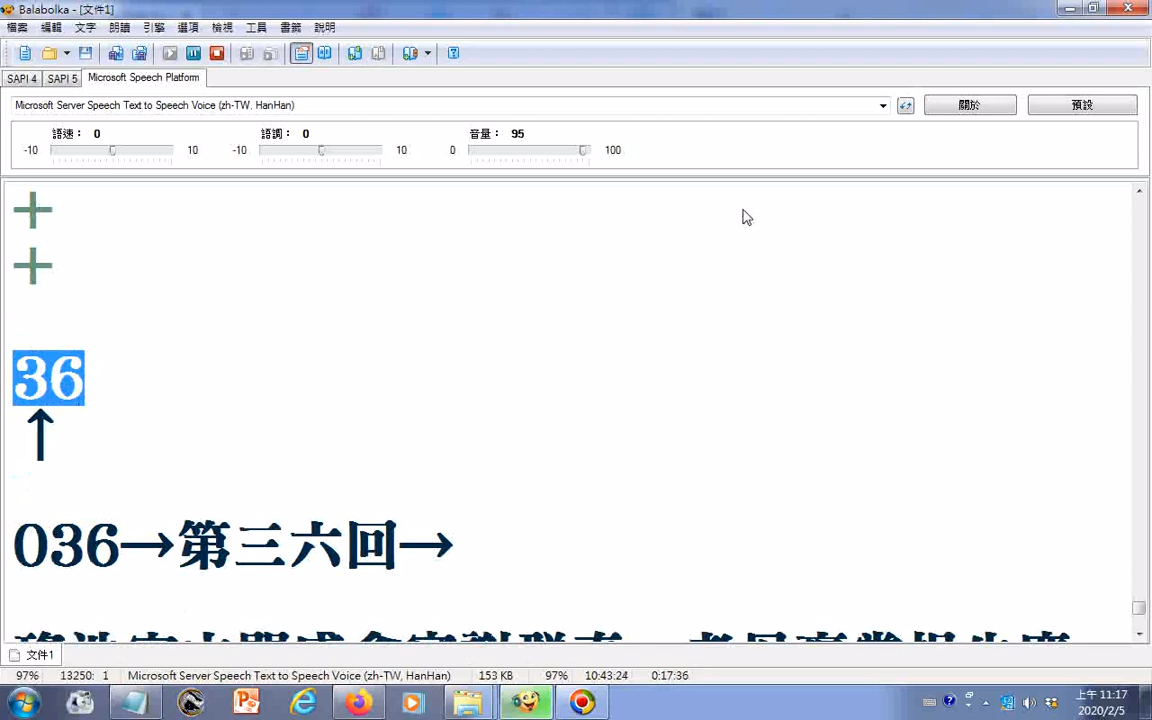 Balabolka - [文件1]
檔案 編輯 文字 朗讀 引擎 選項 檢視 工具 書籤 說明
SAPI 4 SAPI 5 Microsoft Speech Platform
Microsoft Server Speech Text to Speech Voice (zh-TW, HanHan) 關於 預設
語速： 0 語調： 0 音量： 95
-10 10 -10 10 0 100
+
+
36
↑
036→第三六回→
文件1
97% 13250: 1 Microsoft Server Speech Text to Speech Voice (zh-TW, HanHan) 153 KB 97% 10:43:24 0:17:36
上午 11:17
2020/2/5